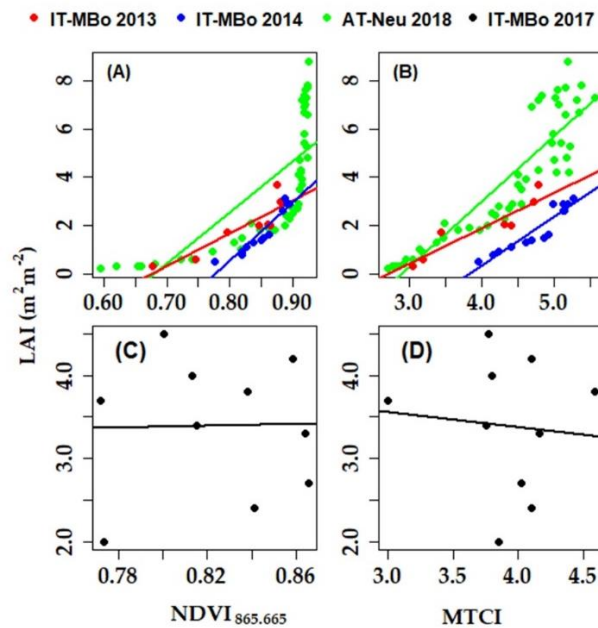 IT-MBo 2013 IT-MBo 2014 AT-Neu 2018 IT-MBo 2017
(A) (B)
8
6
4
2
0
0.60 0.70 0.80 0.90 3.0 4.0 5.0
LAI (m² m⁻²)
(C) (D)
4.0
3.0
2.0
0.78 0.82 0.86 3.0 3.5 4.0 4.5
NDVI 865.665 MTCI